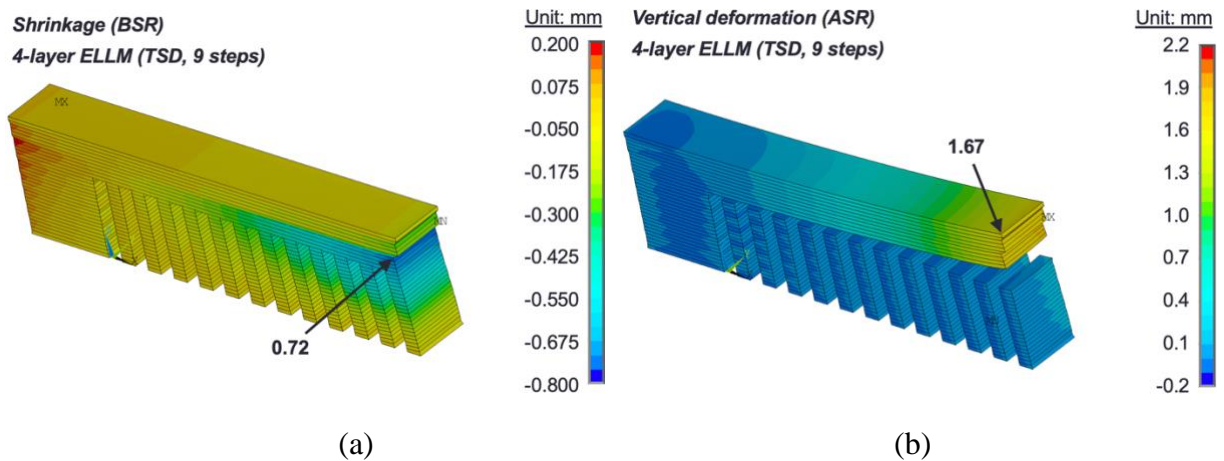 Shrinkage (BSR)
4-layer ELLM (TSD, 9 steps)
Unit: mm
0.200
0.075
-0.050
-0.175
-0.300
-0.425
-0.550
-0.675
-0.800
MX
MN
0.72
(a)
Vertical deformation (ASR)
4-layer ELLM (TSD, 9 steps)
Unit: mm
2.2
1.9
1.6
1.3
1.0
0.7
0.4
0.1
-0.2
1.67
MX
Y
(b)